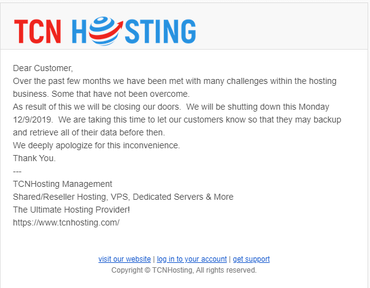 TCN HOSTING
Dear Customer,
Over the past few months we have been met with many challenges within the hosting
business. Some that have not been overcome.
As result of this we will be closing our doors.  We will be shutting down this Monday
12/9/2019.  We are taking this time to let our customers know so that they may backup
and retrieve all of their data before then.
We deeply apologize for this inconvenience.
Thank You.
---
TCNHosting Management
Shared/Reseller Hosting, VPS, Dedicated Servers & More
The Ultimate Hosting Provider!
https://www.tcnhosting.com/
visit our website | log in to your account | get support
Copyright © TCNHosting, All rights reserved.